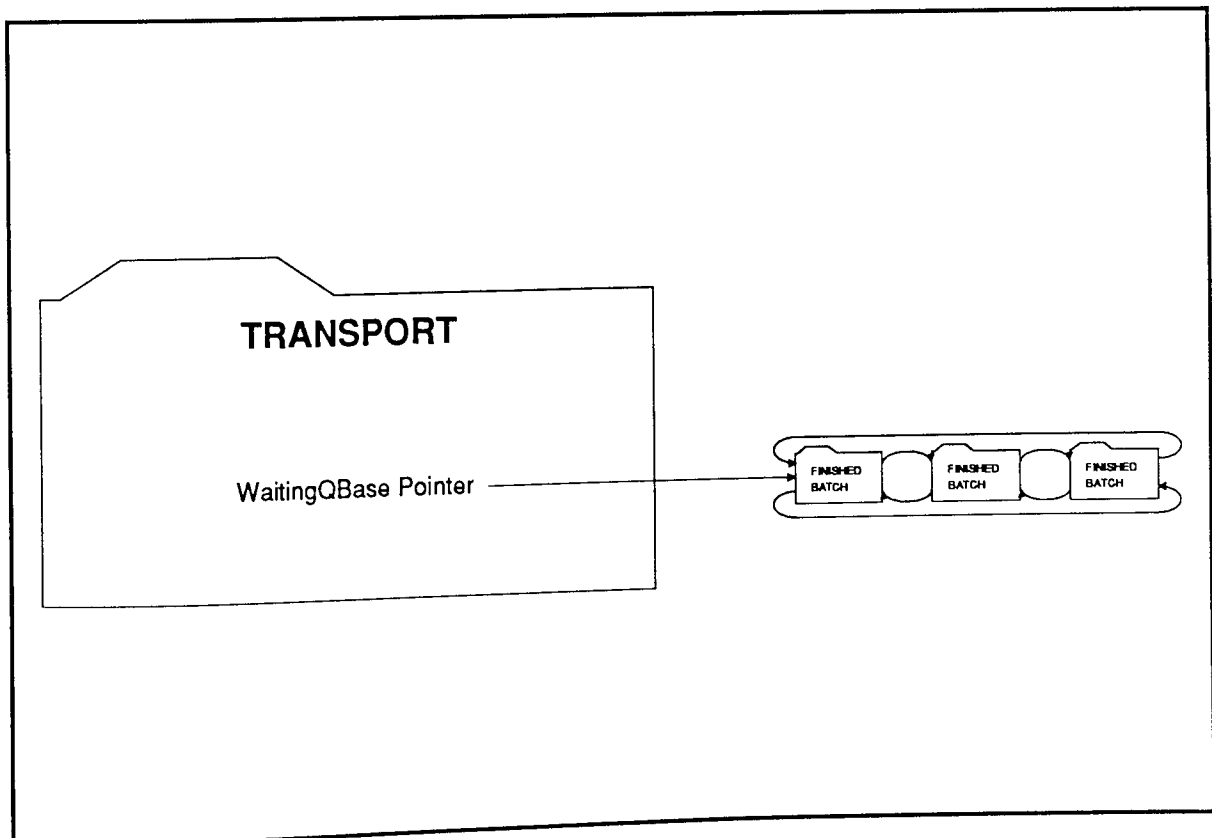 TRANSPORT
WaitingQBase Pointer
FINISHED
BATCH
FINISHED
BATCH
FINISHED
BATCH